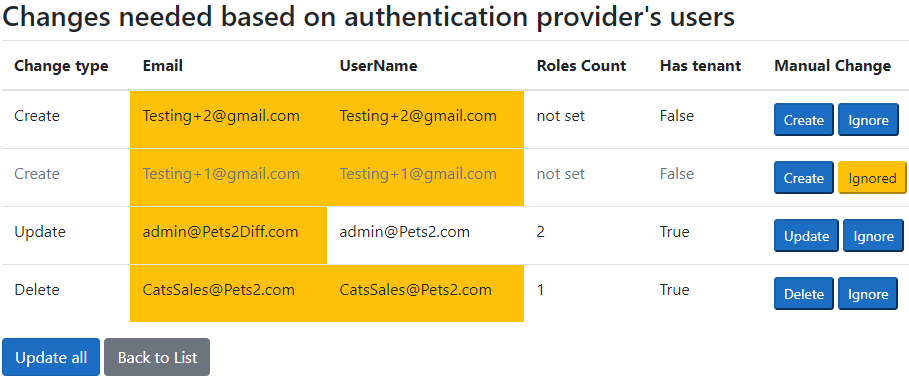 Changes needed based on authentication provider's users
Change type Email UserName Roles Count Has tenant Manual Change
Create Testing+2@gmail.com Testing+2@gmail.com not set False Create Ignore
Create Testing+1@gmail.com Testing+1@gmail.com not set False Create Ignored
Update admin@Pets2Diff.com admin@Pets2.com 2 True Update Ignore
Delete CatsSales@Pets2.com CatsSales@Pets2.com 1 True Delete Ignore
Update all Back to List